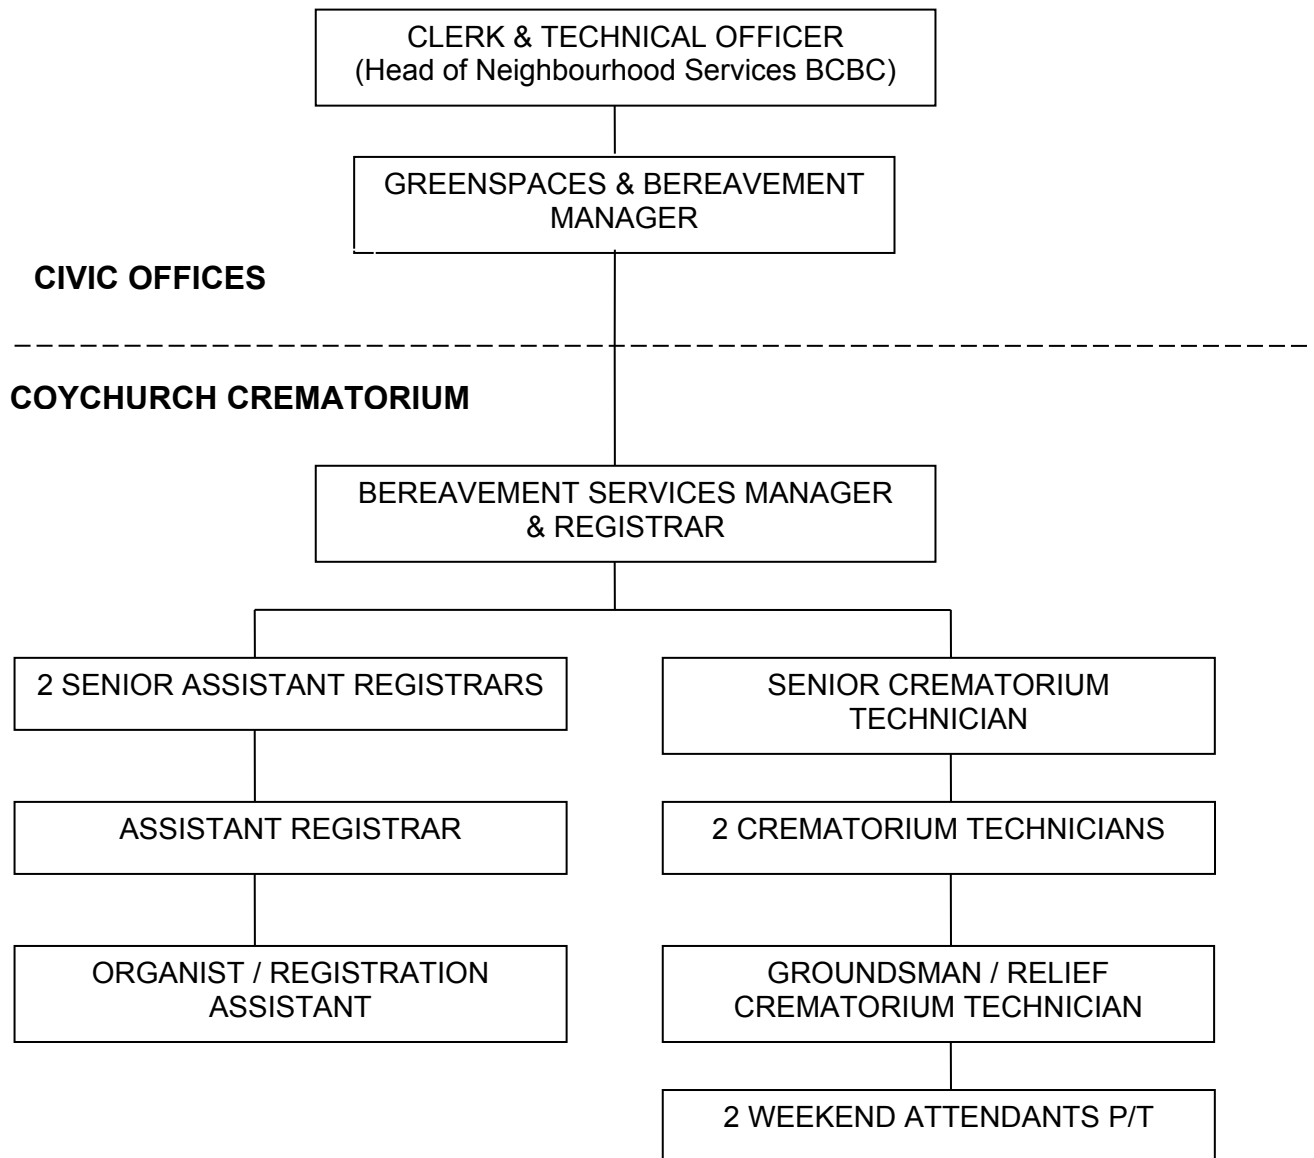 CLERK & TECHNICAL OFFICER
(Head of Neighbourhood Services BCBC)
GREENSPACES & BEREAVEMENT
MANAGER
CIVIC OFFICES
COYCHURCH CREMATORIUM
BEREAVEMENT SERVICES MANAGER
& REGISTRAR
2 SENIOR ASSISTANT REGISTRARS
SENIOR CREMATORIUM
TECHNICIAN
ASSISTANT REGISTRAR
2 CREMATORIUM TECHNICIANS
ORGANIST / REGISTRATION
ASSISTANT
GROUNDSMAN / RELIEF
CREMATORIUM TECHNICIAN
2 WEEKEND ATTENDANTS P/T